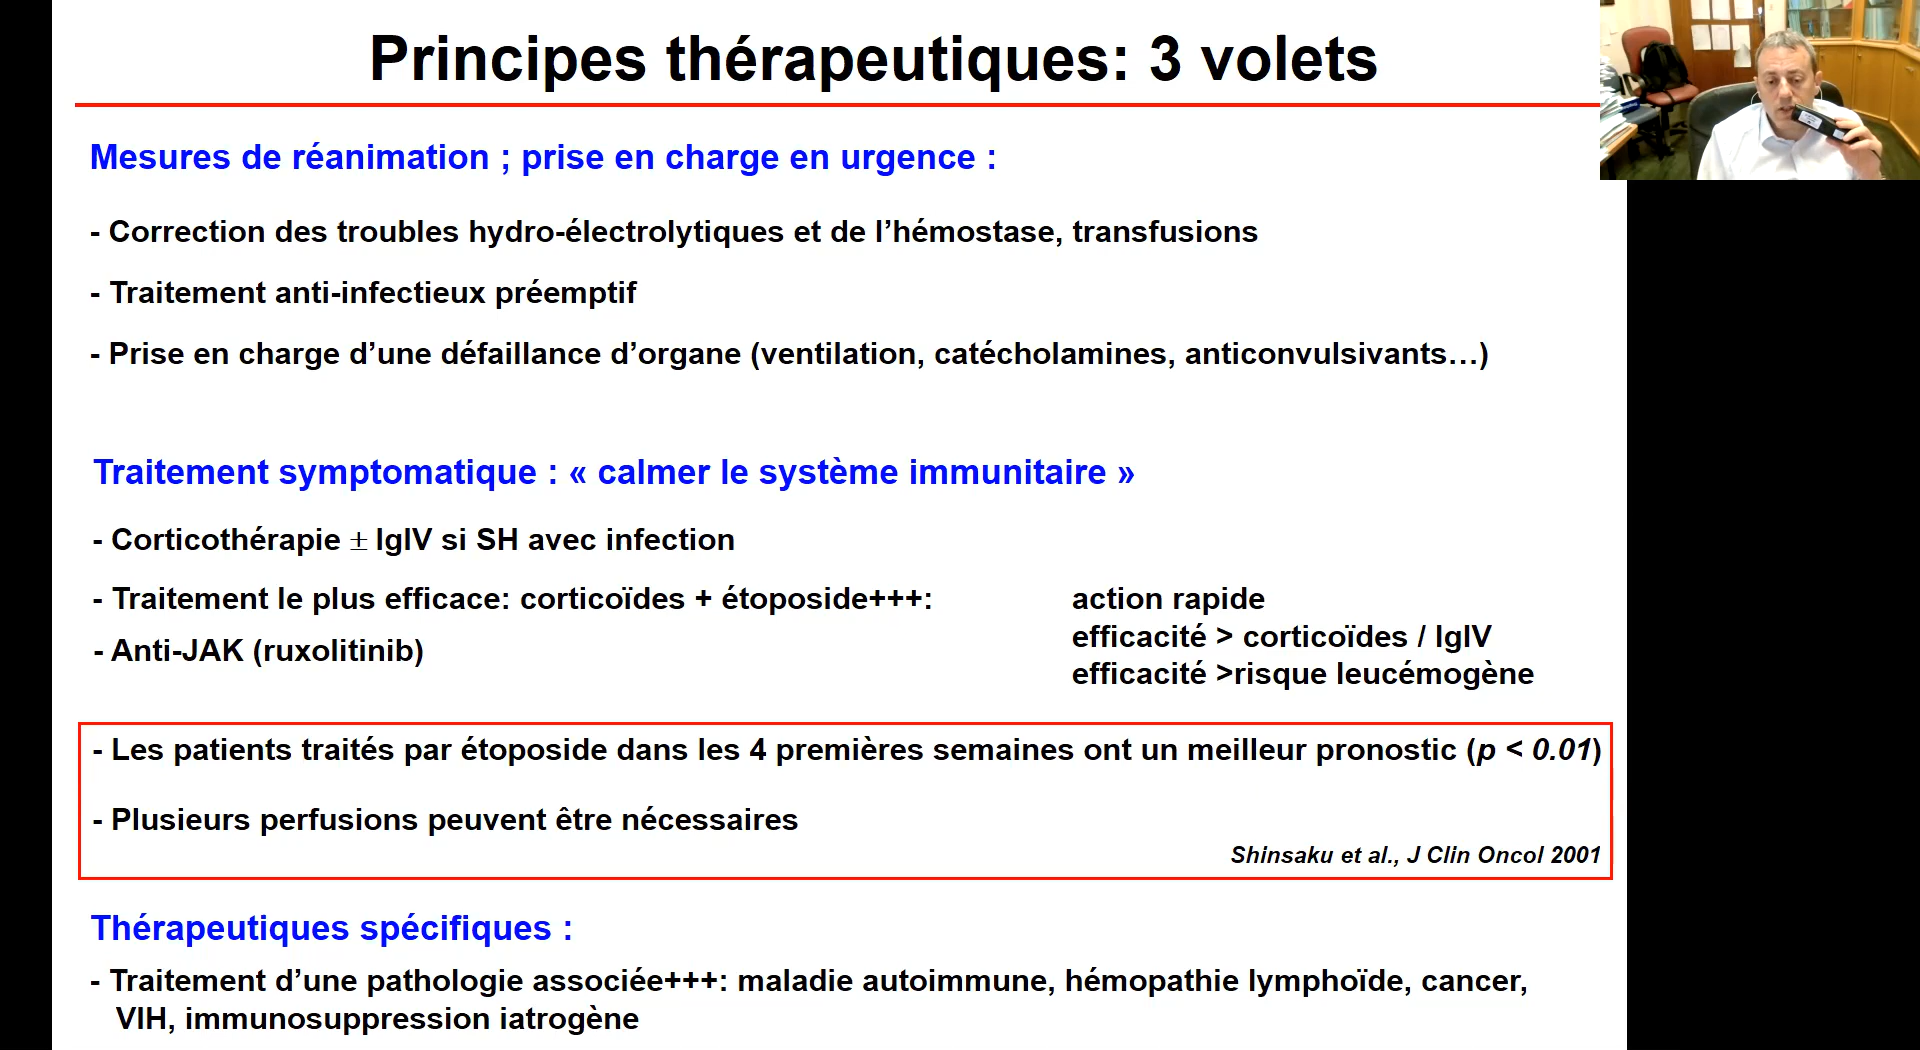 Principes thérapeutiques: 3 volets
Mesures de réanimation ; prise en charge en urgence :
- Correction des troubles hydro-électrolytiques et de l’hémostase, transfusions
- Traitement anti-infectieux préemptif
- Prise en charge d’une défaillance d’organe (ventilation, catécholamines, anticonvulsivants…)
Traitement symptomatique : « calmer le système immunitaire »
- Corticothérapie ± IgIV si SH avec infection
- Traitement le plus efficace: corticoïdes + étoposide+++: action rapide
efficacité > corticoïdes / IgIV
- Anti-JAK (ruxolitinib)
efficacité >risque leucémogène
- Les patients traités par étoposide dans les 4 premières semaines ont un meilleur pronostic (p < 0.01)
- Plusieurs perfusions peuvent être nécessaires
Shinsaku et al., J Clin Oncol 2001
Thérapeutiques spécifiques :
- Traitement d’une pathologie associée+++: maladie autoimmune, hémopathie lymphoïde, cancer,
VIH, immunosuppression iatrogène